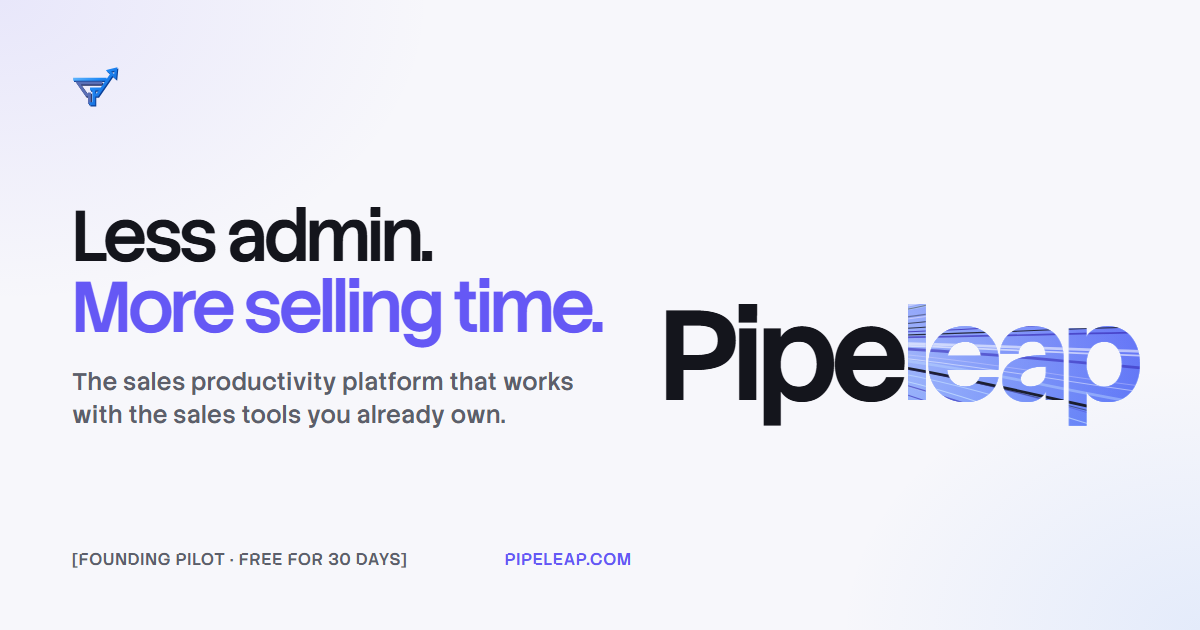 Less admin.
More selling time.
The sales productivity platform that works
with the sales tools you already own.
Pipeleap
[FOUNDING PILOT · FREE FOR 30 DAYS]
PIPELEAP.COM